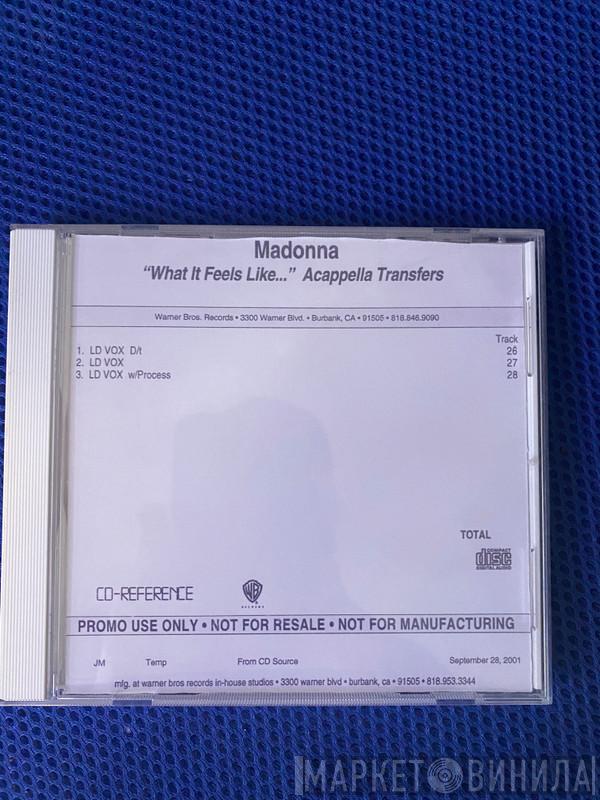 Madonna
“What It Feels Like...” Acappella Transfers
Warner Bros. Records • 3300 Warner Blvd. • Burbank, CA • 91505 • 818.846.9090
Track
1. LD VOX D/t 26
2. LD VOX 27
3. LD VOX w/Process 28
TOTAL
COMPACT
disc
DIGITAL AUDIO
CD-REFERENCE
WB
RECORDS
PROMO USE ONLY • NOT FOR RESALE • NOT FOR MANUFACTURING
JM Temp From CD Source September 28, 2001
mfg. at warner bros records in-house studios • 3300 warner blvd • burbank, ca • 818.953.3344
МАРКЕТ ВИНИЛА